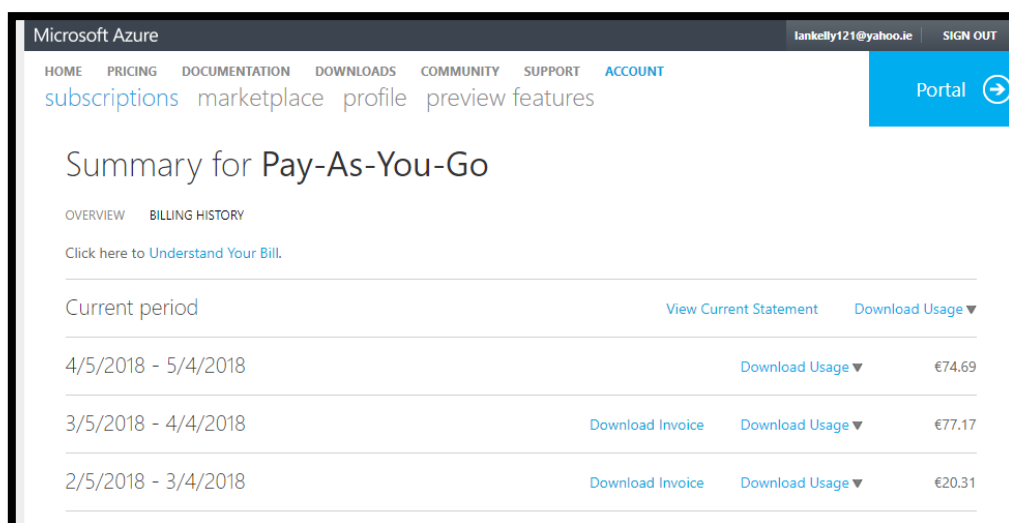 Microsoft Azure lankelly121@yahoo.ie SIGN OUT
HOME PRICING DOCUMENTATION DOWNLOADS COMMUNITY SUPPORT ACCOUNT
subscriptions marketplace profile preview features
Portal
Summary for Pay-As-You-Go
OVERVIEW BILLING HISTORY
Click here to Understand Your Bill.
Current period View Current Statement Download Usage ▼
4/5/2018 - 5/4/2018 Download Usage ▼ €74.69
3/5/2018 - 4/4/2018 Download Invoice Download Usage ▼ €77.17
2/5/2018 - 3/4/2018 Download Invoice Download Usage ▼ €20.31